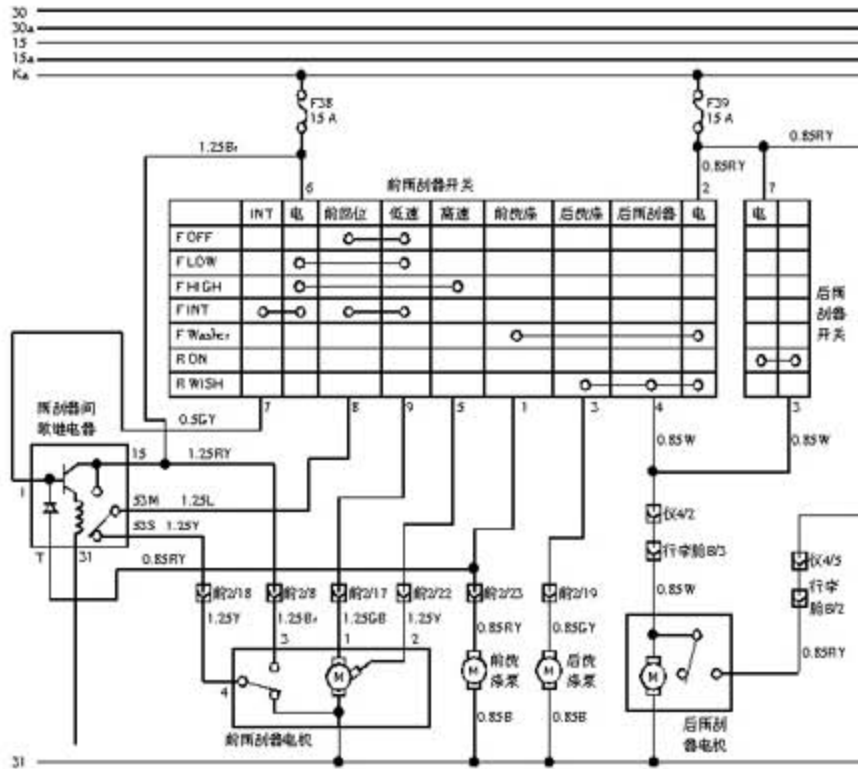 30
30a
15
15a
Ka
F38
15 A
F39
15 A
1.25Br
0.85RY
0.85RY
6
前雨刮器开关
2
7
INT 电 前回位 低速 高速 前洗涤 后洗涤 后雨刮器 电
电
F OFF
F LOW
F HIGH
F INT
F Washer
R ON
R WISH
后雨刮器开关
7 8 9 5 1 3 4
3
0.5GY
0.85W
0.85W
雨刮器间歇继电器
15 1.25RY
1
53M 1.25L
53S 1.25Y
T 31
0.85RY
仪4/2
行李舱8/3
仪4/5
行李舱8/2
前2/18
前2/8
前2/17
前2/22
前2/23
前2/19
1.25Y
1.25Br
1.25GB
1.25Y
0.85RY
0.85GY
0.85W
0.85RY
3 1 2
4
M
M
前洗涤泵
M
后洗涤泵
M
0.85B
0.85B
前雨刮器电机
后雨刮器电机
31